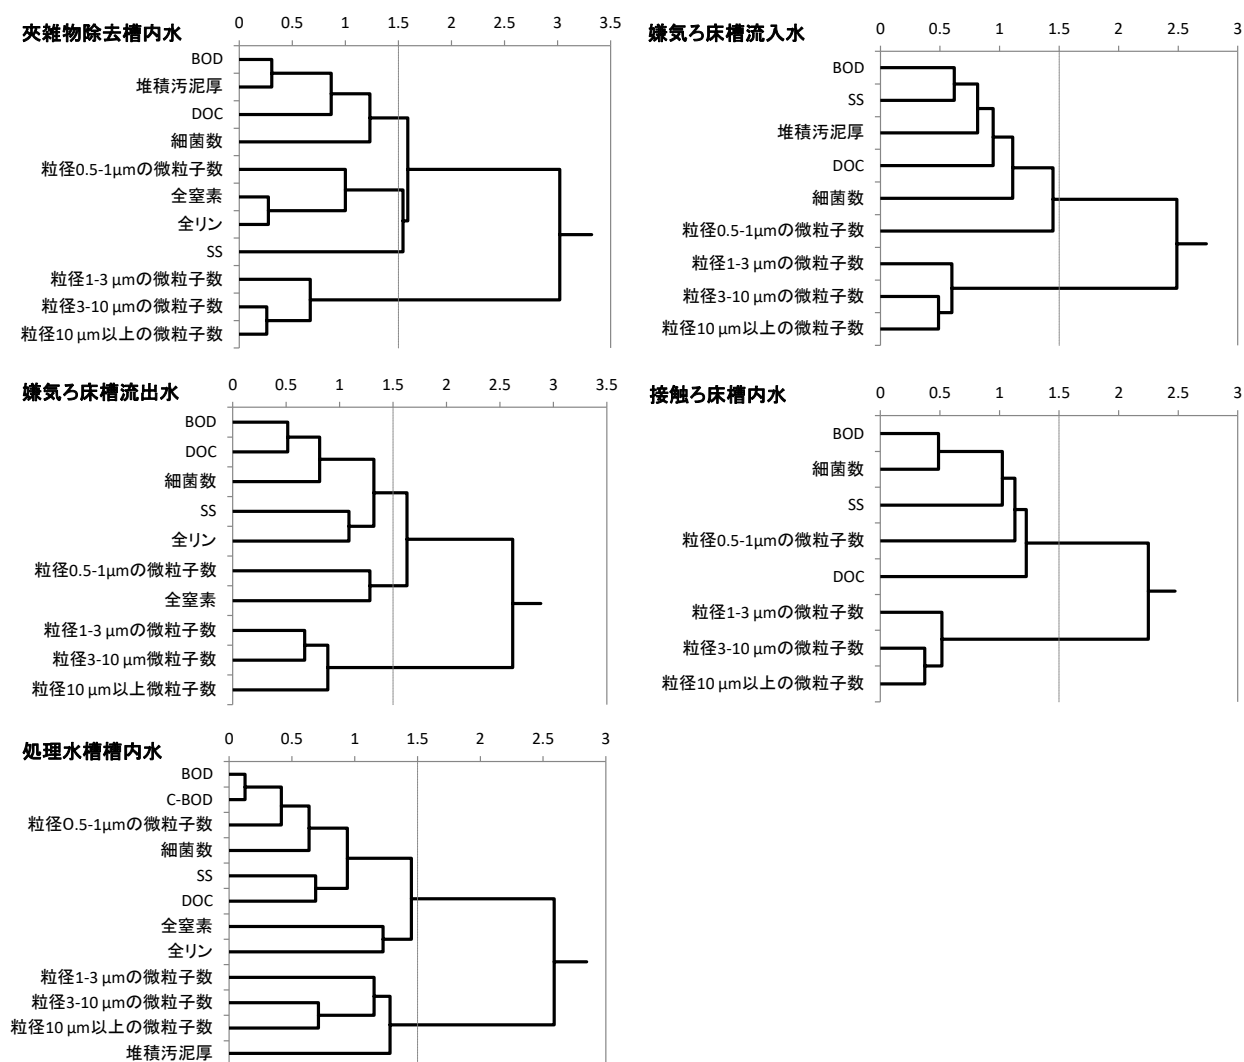 夾雑物除去槽内水
0 0.5 1 1.5 2 2.5 3 3.5
BOD
堆積汚泥厚
DOC
細菌数
粒径0.5-1μmの微粒子数
全窒素
全リン
SS
粒径1-3 μmの微粒子数
粒径3-10 μmの微粒子数
粒径10 μm以上の微粒子数
嫌気ろ床槽流入水
0 0.5 1 1.5 2 2.5 3
BOD
SS
堆積汚泥厚
DOC
細菌数
粒径0.5-1μmの微粒子数
粒径1-3 μmの微粒子数
粒径3-10 μmの微粒子数
粒径10 μm以上の微粒子数
嫌気ろ床槽流出水
0 0.5 1 1.5 2 2.5 3 3.5
BOD
DOC
細菌数
SS
全リン
粒径0.5-1μmの微粒子数
全窒素
粒径1-3 μmの微粒子数
粒径3-10 μm微粒子数
粒径10 μm以上微粒子数
接触ろ床槽内水
0 0.5 1 1.5 2 2.5 3
BOD
細菌数
SS
粒径0.5-1μmの微粒子数
DOC
粒径1-3 μmの微粒子数
粒径3-10 μmの微粒子数
粒径10 μm以上の微粒子数
処理水槽槽内水
0 0.5 1 1.5 2 2.5 3
BOD
C-BOD
粒径O.5-1μmの微粒子数
細菌数
SS
DOC
全窒素
全リン
粒径1-3 μmの微粒子数
粒径3-10 μmの微粒子数
粒径10 μm以上の微粒子数
堆積汚泥厚